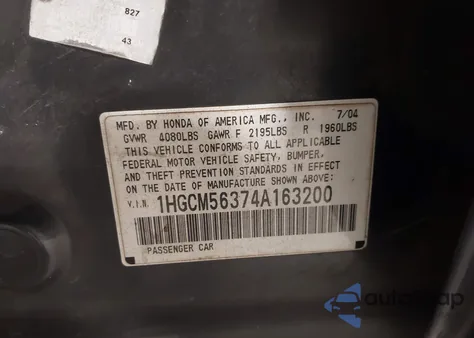 B27
43
MFD. BY HONDA OF AMERICA MFG., INC. 7/04
GVWR 4080LBS GAWR F 2195LBS R 1960LBS
THIS VEHICLE CONFORMS TO ALL APPLICABLE
FEDERAL MOTOR VEHICLE SAFETY, BUMPER,
AND THEFT PREVENTION STANDARDS IN EFFECT
ON THE DATE OF MANUFACTURE SHOWN ABOVE:
V.I.N. 1HGCM56374A163200
PASSENGER CAR